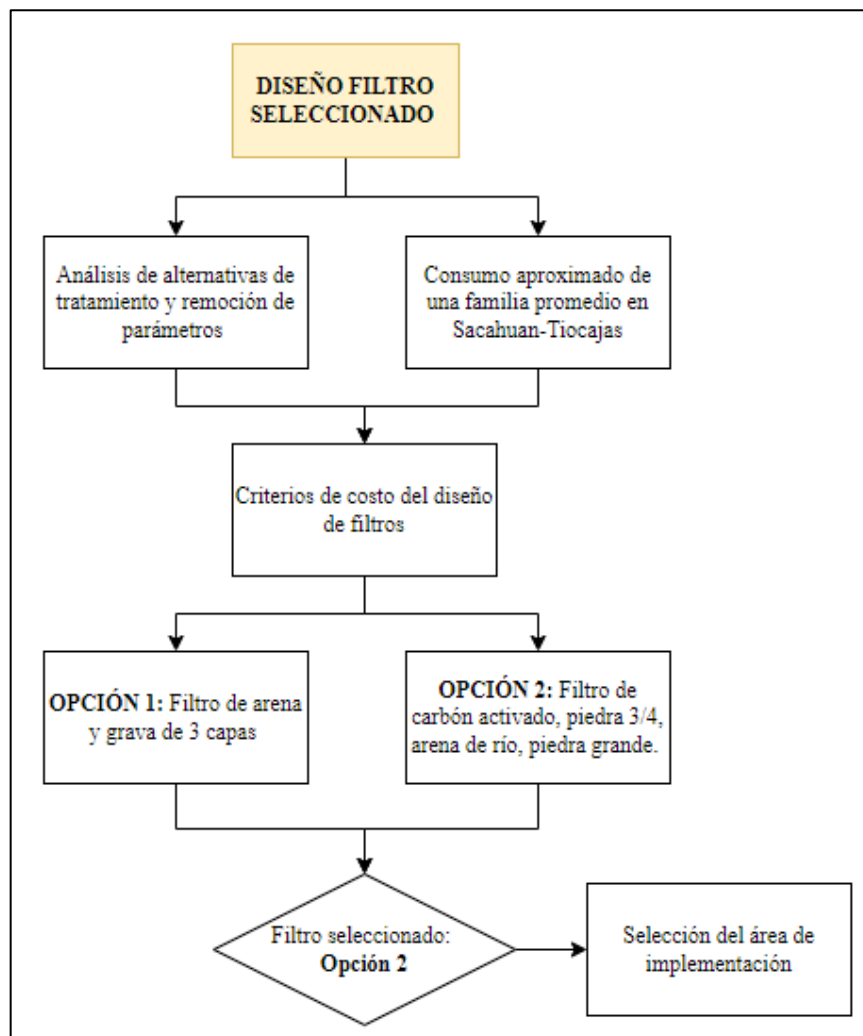 DISEÑO FILTRO
SELECCIONADO
Análisis de alternativas de
tratamiento y remoción de
parámetros
Consumo aproximado de
una familia promedio en
Sacahuan-Tiocajas
Criterios de costo del diseño
de filtros
OPCIÓN 1: Filtro de arena
y grava de 3 capas
OPCIÓN 2: Filtro de
carbón activado, piedra 3/4,
arena de río, piedra grande.
Filtro seleccionado:
Opción 2
Selección del área de
implementación